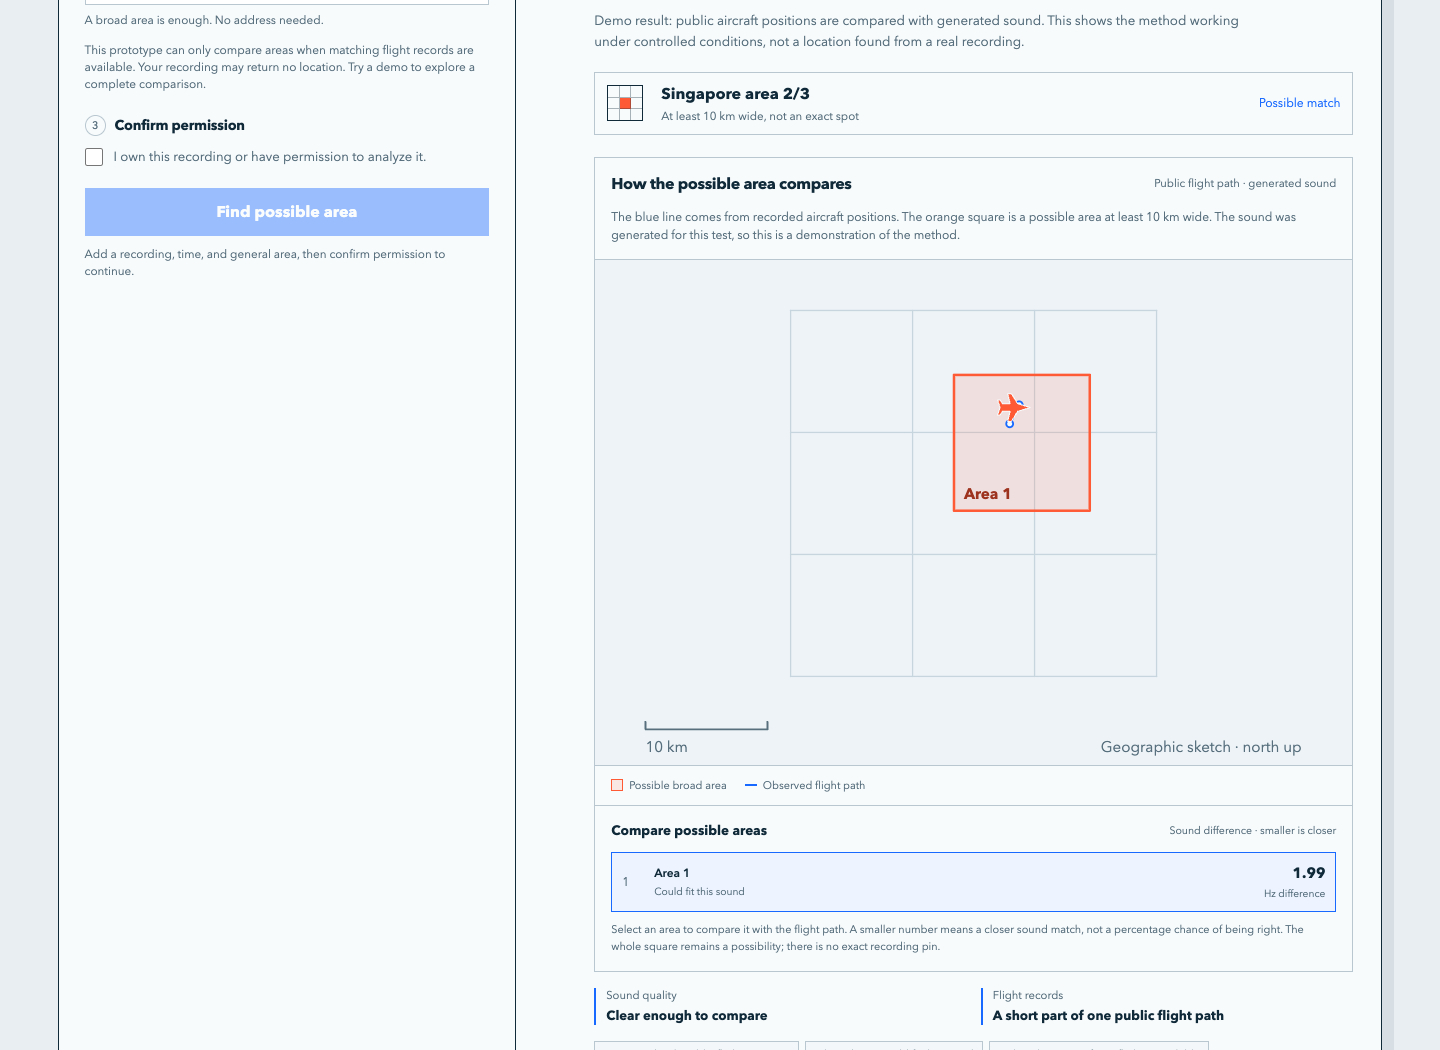 A broad area is enough. No address needed.
This prototype can only compare areas when matching flight records are
available. Your recording may return no location. Try a demo to explore a
complete comparison.
3
Confirm permission
I own this recording or have permission to analyze it.
Find possible area
Add a recording, time, and general area, then confirm permission to
continue.
Demo result: public aircraft positions are compared with generated sound. This shows the method working
under controlled conditions, not a location found from a real recording.
Singapore area 2/3
At least 10 km wide, not an exact spot
Possible match
How the possible area compares
Public flight path · generated sound
The blue line comes from recorded aircraft positions. The orange square is a possible area at least 10 km wide. The sound was
generated for this test, so this is a demonstration of the method.
Area 1
10 km
Geographic sketch · north up
Possible broad area
Observed flight path
Compare possible areas
Sound difference · smaller is closer
1
Area 1
Could fit this sound
1.99
Hz difference
Select an area to compare it with the flight path. A smaller number means a closer sound match, not a percentage chance of being right. The
whole square remains a possibility; there is no exact recording pin.
Sound quality
Clear enough to compare
Flight records
A short part of one public flight path